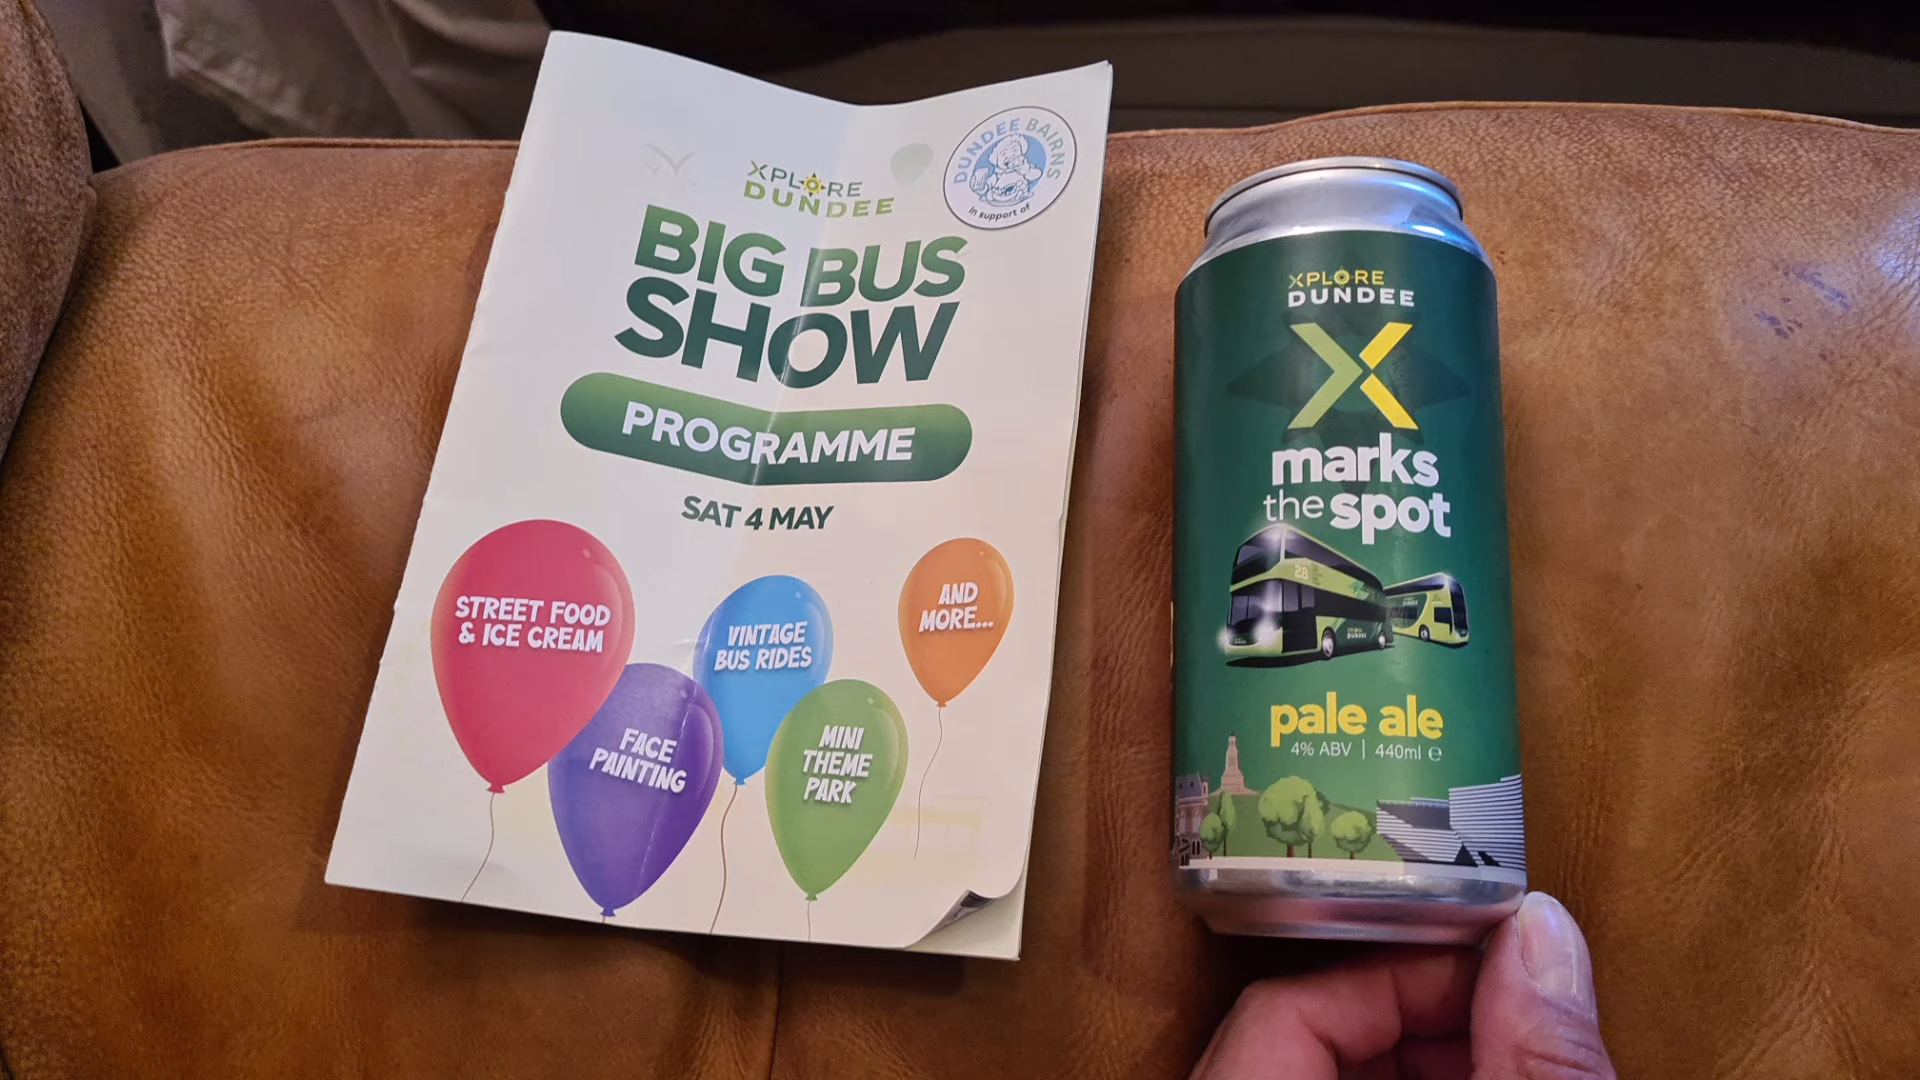 DUNDEE BAIRNS
in support of
XPLORE
DUNDEE
BIG BUS
SHOW
PROGRAMME
SAT 4 MAY
STREET FOOD
& ICE CREAM
FACE
PAINTING
VINTAGE
BUS RIDES
MINI
THEME
PARK
AND
MORE...
XPLORE
DUNDEE
X
marks
the spot
28
DUNDEE
pale ale
4% ABV | 440ml ℮